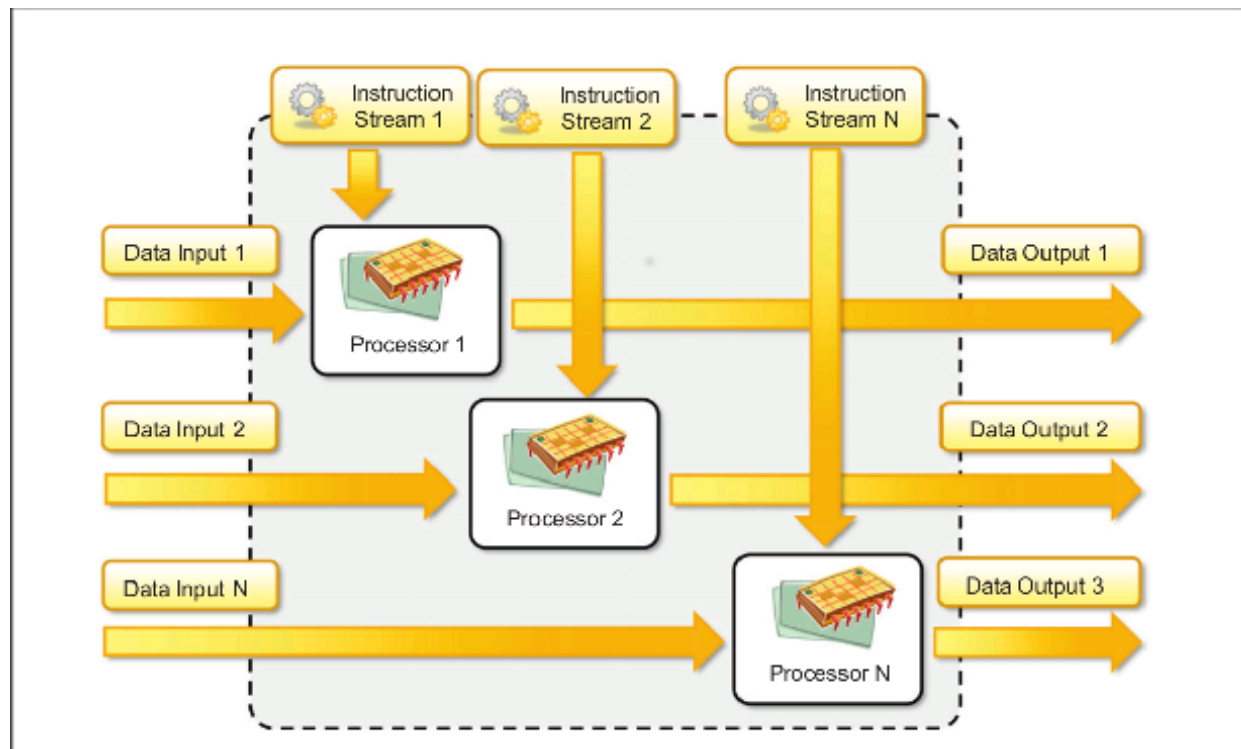 Instruction
Stream 1
Instruction
Stream 2
Instruction
Stream N
Data Input 1
Data Output 1
Processor 1
Data Input 2
Data Output 2
Processor 2
Data Input N
Data Output 3
Processor N